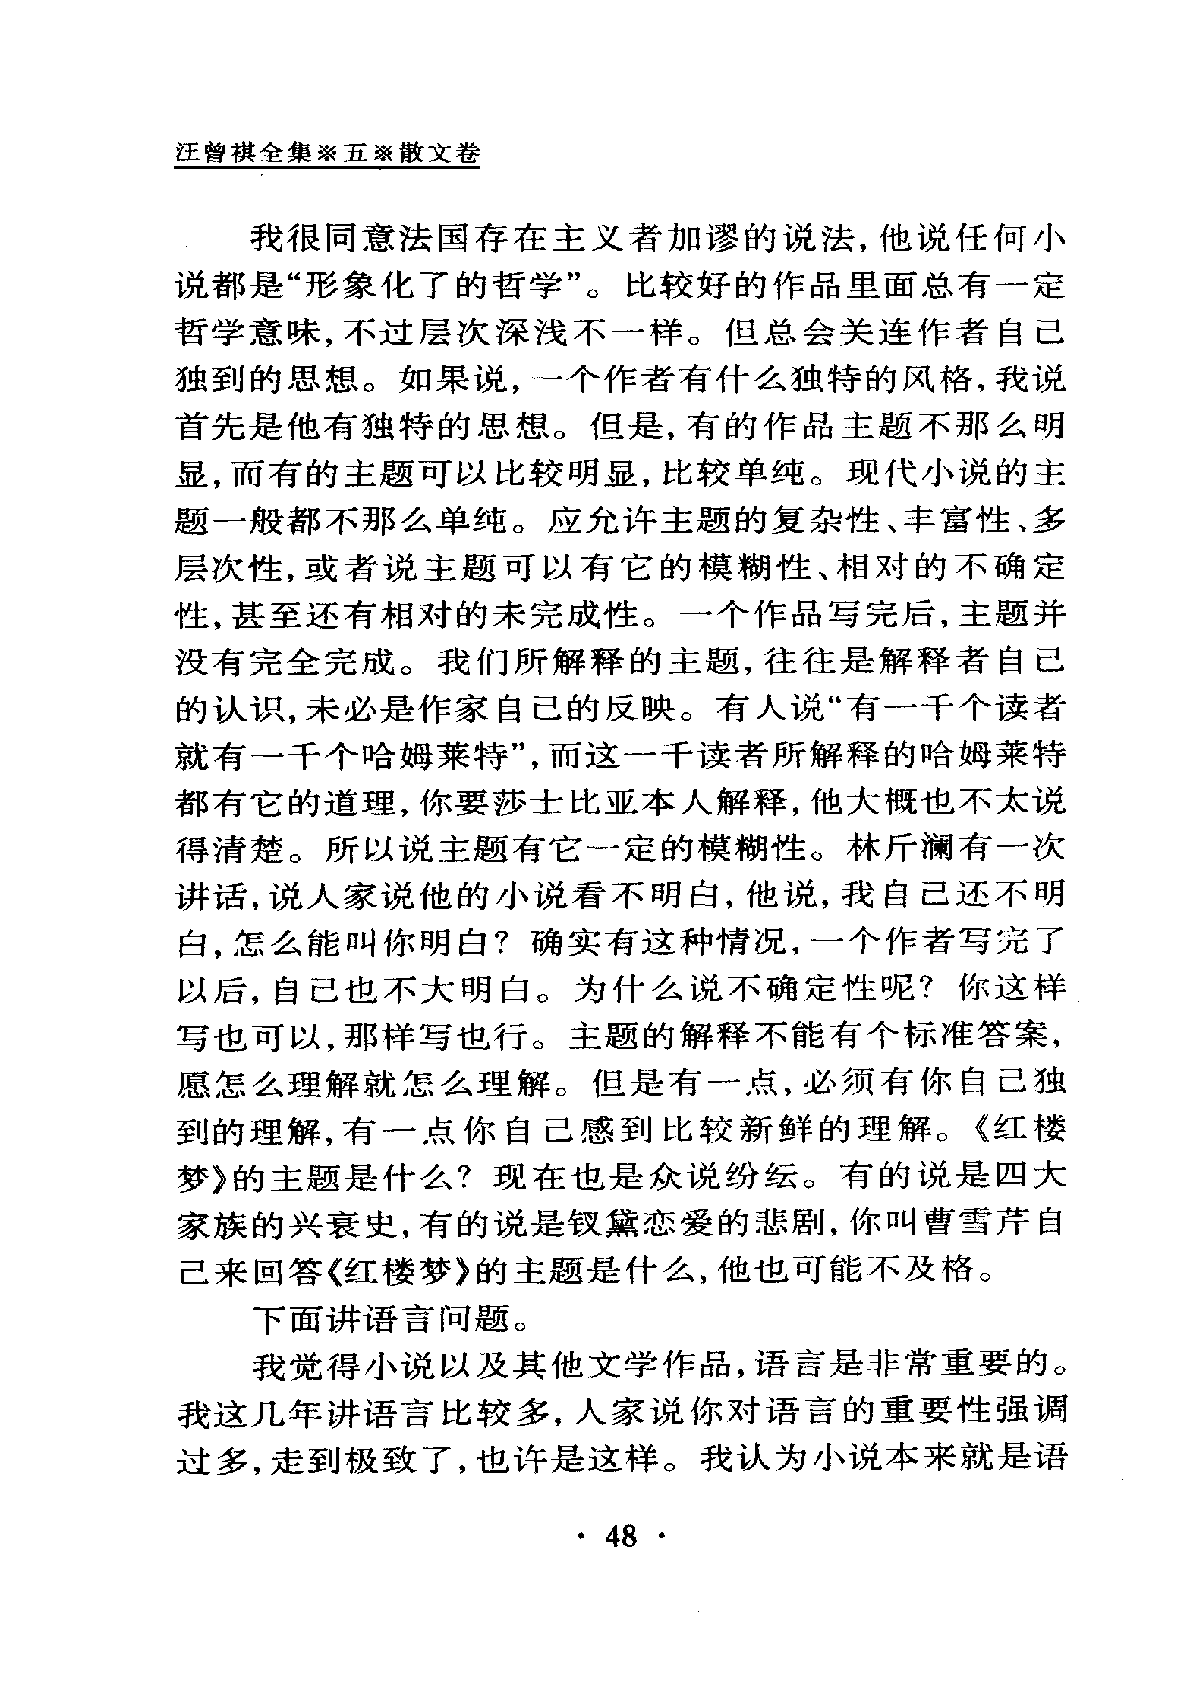 汪曾祺全集※五※散文卷
我很同意法国存在主义者加谬的说法,他说任何小
说都是“形象化了的哲学”。比较好的作品里面总有一定
哲学意味,不过层次深浅不一样。但总会关连作者自己
独到的思想。如果说,一个作者有什么独特的风格,我说
首先是他有独特的思想。但是,有的作品主题不那么明
显,而有的主题可以比较明显,比较单纯。现代小说的主
题一般都不那么单纯。应允许主题的复杂性、丰富性、多
层次性,或者说主题可以有它的模糊性、相对的不确定
性,甚至还有相对的未完成性。一个作品写完后,主题并
没有完全完成。我们所解释的主题,往往是解释者自己
的认识,未必是作家自己的反映。有人说“有一千个读者
就有一千个哈姆莱特”,而这一千读者所解释的哈姆莱特
都有它的道理,你要莎士比亚本人解释,他大概也不太说
得清楚。所以说主题有它一定的模糊性。林斤澜有一次
讲话,说人家说他的小说看不明白,他说,我自己还不明
白,怎么能叫你明白?确实有这种情况,一个作者写完了
以后,自己也不大明白。为什么说不确定性呢?你这样
写也可以,那样写也行。主题的解释不能有个标准答案,
愿怎么理解就怎么理解。但是有一点,必须有你自己独
到的理解,有一点你自己感到比较新鲜的理解。《红楼
梦》的主题是什么?现在也是众说纷纭。有的说是四大
家族的兴衰史,有的说是钗黛恋爱的悲剧,你叫曹雪芹自
己来回答《红楼梦》的主题是什么,他也可能不及格。
下面讲语言问题。
我觉得小说以及其他文学作品,语言是非常重要的。
我这几年讲语言比较多,人家说你对语言的重要性强调
过多,走到极致了,也许是这样。我认为小说本来就是语
· 48 ·